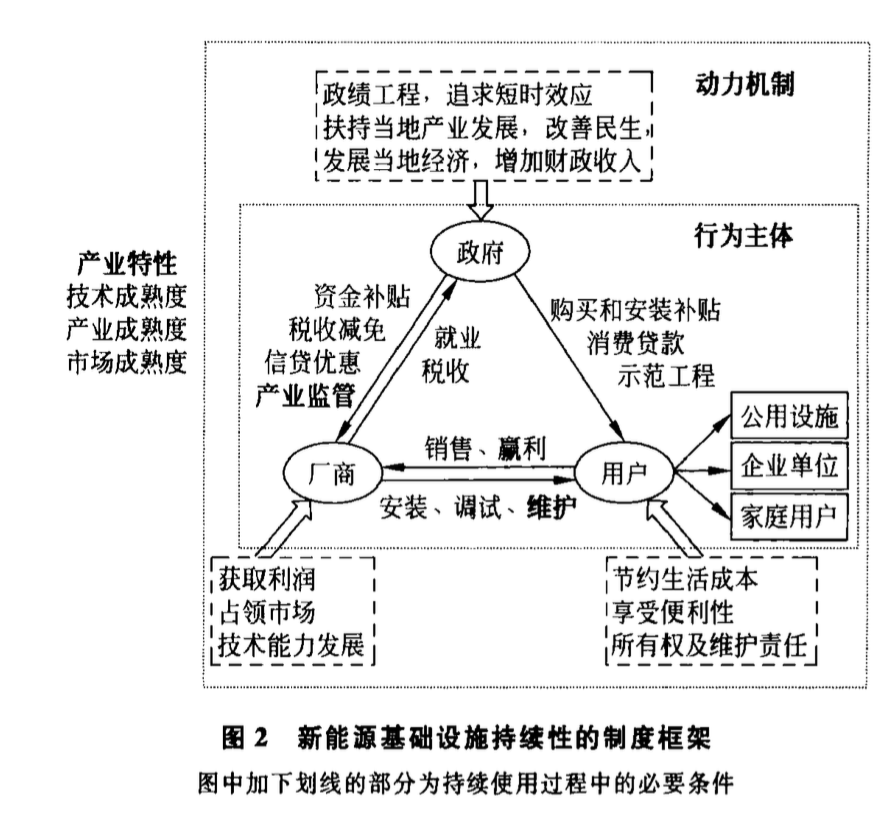 动力机制
政绩工程，追求短时效应
扶持当地产业发展，改善民生，
发展当地经济，增加财政收入
行为主体
政府
产业特性
技术成熟度
产业成熟度
市场成熟度
资金补贴
税收减免
信贷优惠
产业监管
就业
税收
购买和安装补贴
消费贷款
示范工程
公用设施
企业单位
家庭用户
厂商
销售、赢利
用户
安装、调试、维护
获取利润
占领市场
技术能力发展
节约生活成本
享受便利性
所有权及维护责任
图 2 新能源基础设施持续性的制度框架
图中加下划线的部分为持续使用过程中的必要条件